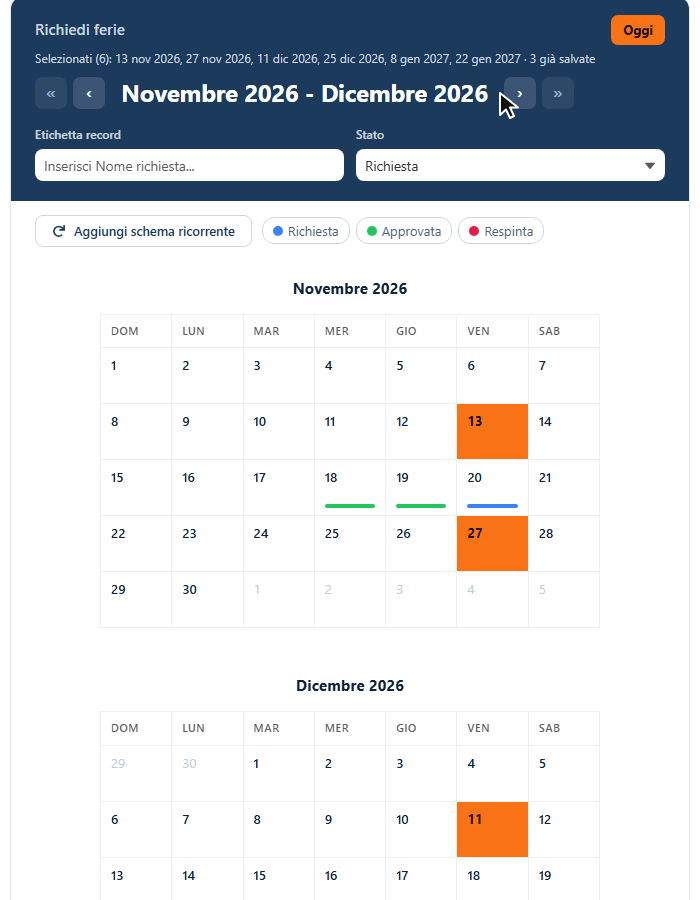 Richiedi ferie
Oggi
Selezionati (6): 13 nov 2026, 27 nov 2026, 11 dic 2026, 25 dic 2026, 8 gen 2027, 22 gen 2027 · 3 già salvate
« ‹ Novembre 2026 - Dicembre 2026 › »
Etichetta record Stato
Inserisci Nome richiesta... Richiesta
Aggiungi schema ricorrente Richiesta Approvata Respinta
Novembre 2026
DOM LUN MAR MER GIO VEN SAB
1 2 3 4 5 6 7
8 9 10 11 12 13 14
15 16 17 18 19 20 21
22 23 24 25 26 27 28
29 30 1 2 3 4 5
Dicembre 2026
DOM LUN MAR MER GIO VEN SAB
29 30 1 2 3 4 5
6 7 8 9 10 11 12
13 14 15 16 17 18 19